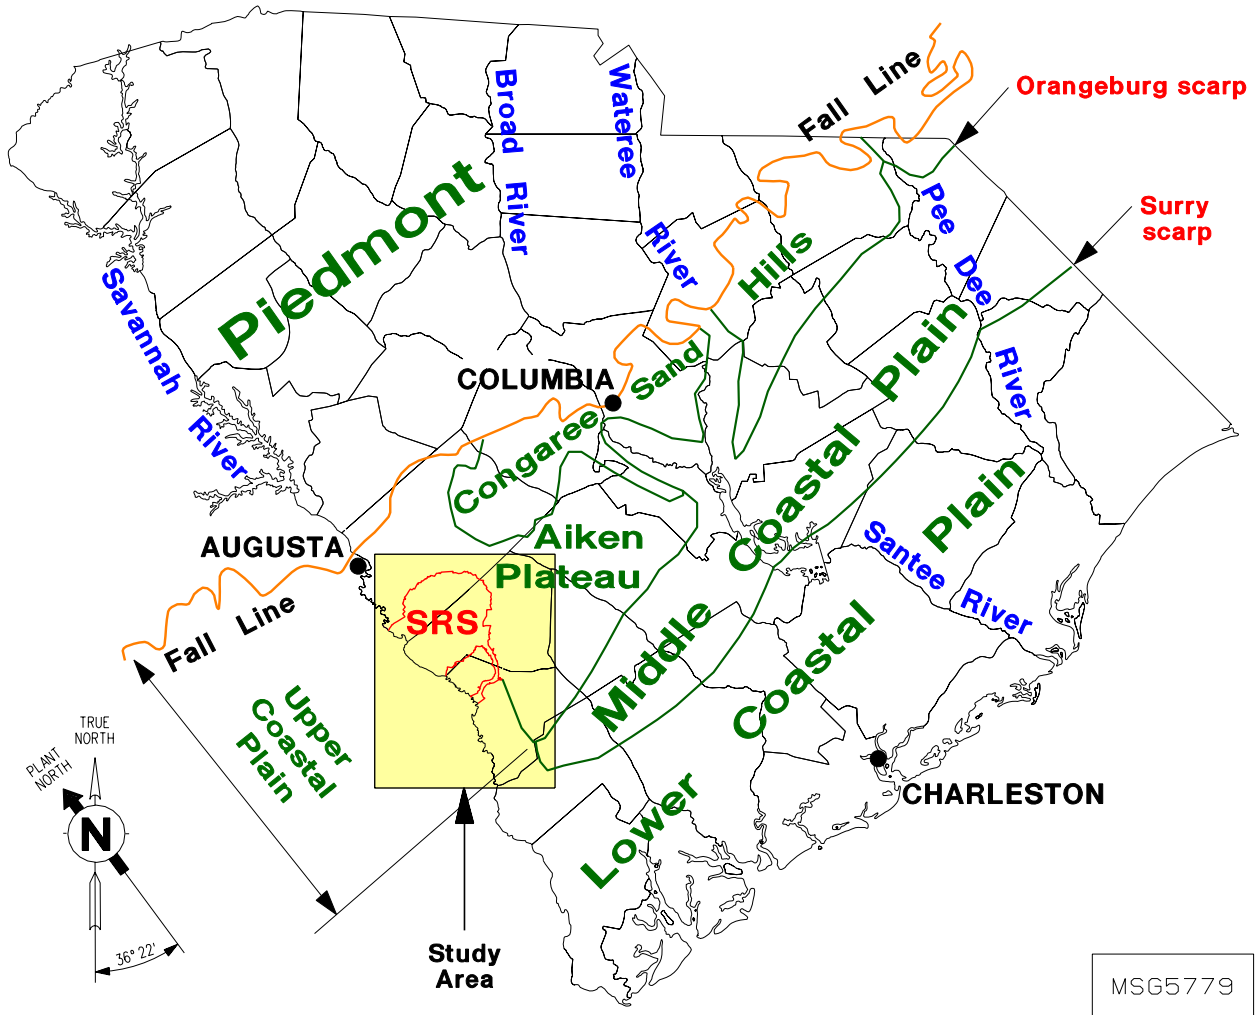 Fall Line
Orangeburg scarp
Broad River
Wateree River
Piedmont
Pee Dee River
Surry
scarp
Savannah River
Congaree Sand Hills
COLUMBIA
Middle Coastal Plain
Lower Coastal Plain
Santee River
Aiken
Plateau
AUGUSTA
SRS
Fall Line
Upper
Coastal
Plain
TRUE
NORTH
PLANT
NORTH
N
36° 22'
CHARLESTON
Study
Area
MSG5779